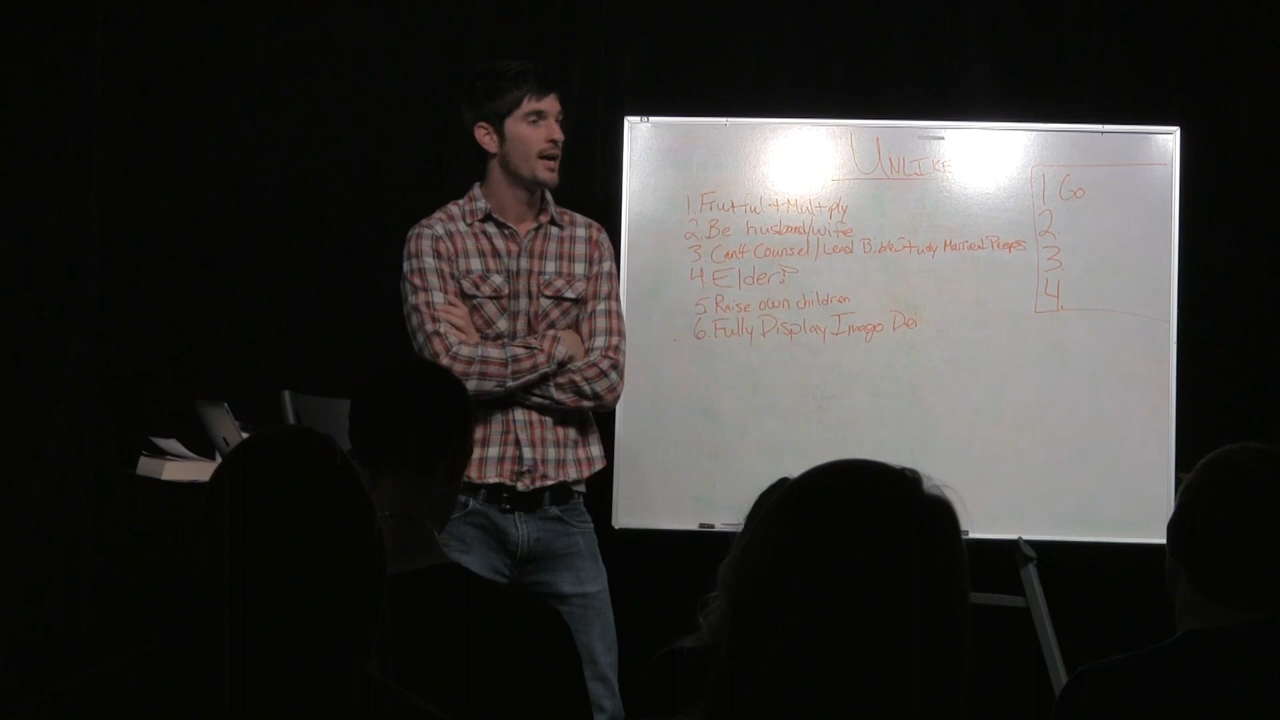 UNLIKE
1. Fruitful + Multiply
2. Be husband/wife
3. Can't Counsel/Lead Bible Study Married Peeps
4. Elder?
5 Raise own children
6. Fully Display Imago Dei
1 Go
2
3
4.